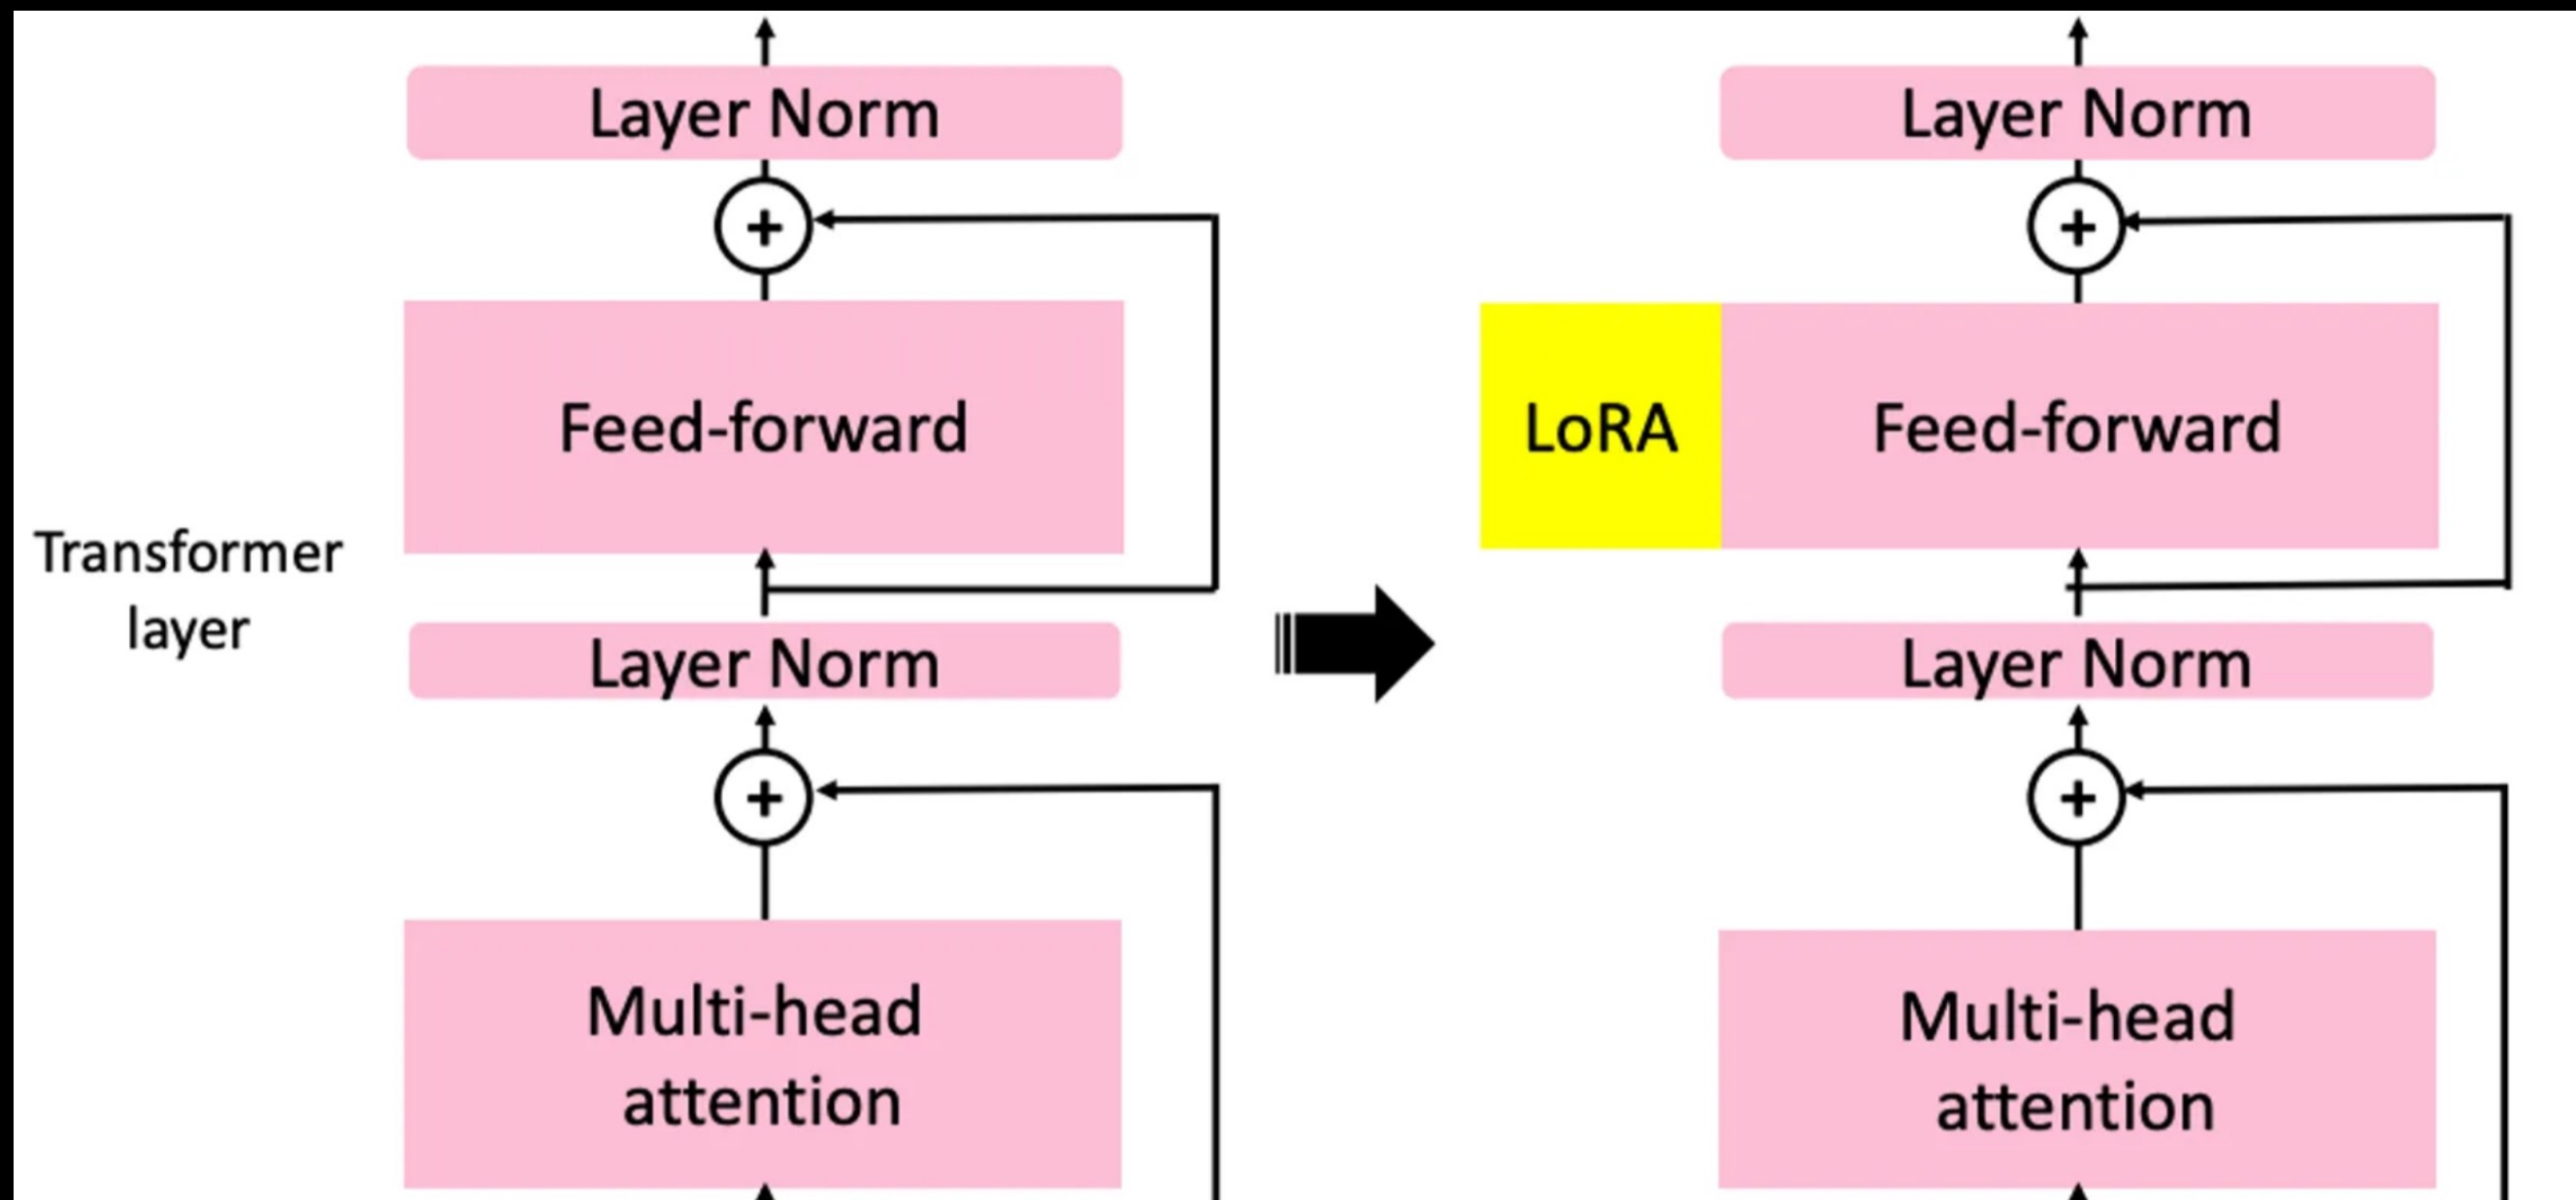 Layer Norm
+
Feed-forward
Transformer
layer
Layer Norm
+
Multi-head
attention
Layer Norm
+
LoRA
Feed-forward
Layer Norm
+
Multi-head
attention